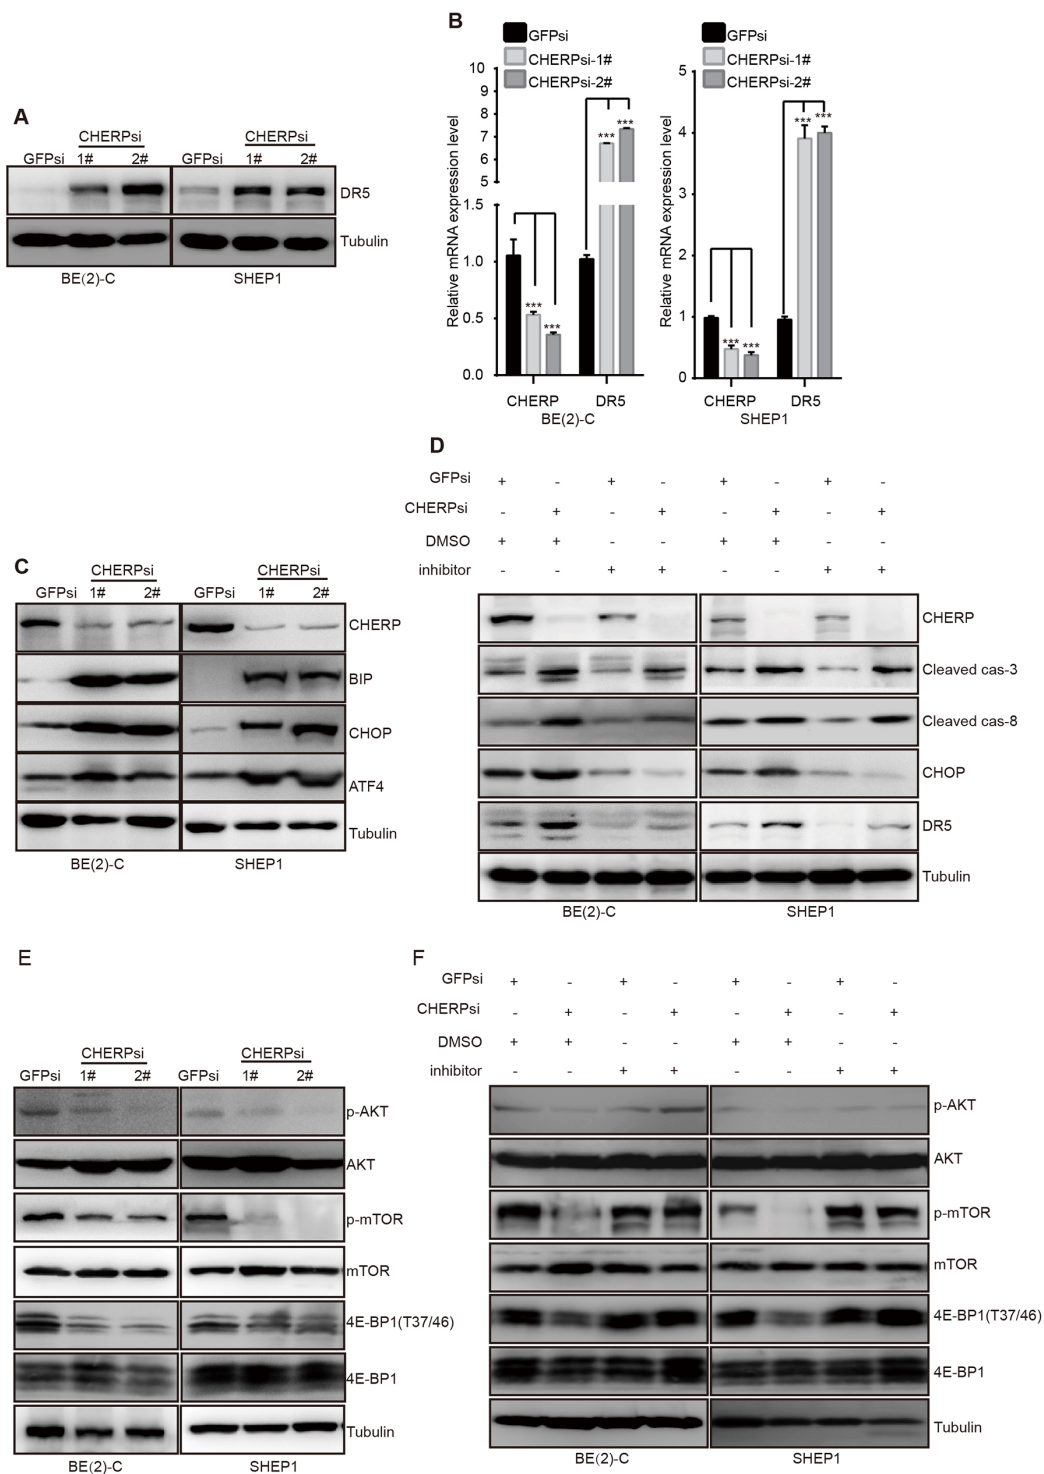 A
CHERPsi
CHERPsi
GFPsi 1# 2# GFPsi 1# 2#
DR5
Tubulin
BE(2)-C SHEP1
B
GFPsi
CHERPsi-1#
CHERPsi-2#
Relative mRNA expression level
10
9
8
7
6
5
1.5
1.0
0.5
0.0
*** *** *** ***
CHERP DR5
BE(2)-C
GFPsi
CHERPsi-1#
CHERPsi-2#
Relative mRNA expression level
5
4
3
2
1
0
*** *** *** ***
CHERP DR5
SHEP1
C
CHERPsi CHERPsi
GFPsi 1# 2# GFPsi 1# 2#
CHERP
BIP
CHOP
ATF4
Tubulin
BE(2)-C SHEP1
D
GFPsi + - + - + - + -
CHERPsi - + - + - + - +
DMSO + + - - + + - -
inhibitor - - + + - - + +
CHERP
Cleaved cas-3
Cleaved cas-8
CHOP
DR5
Tubulin
BE(2)-C SHEP1
E
CHERPsi CHERPsi
GFPsi 1# 2# GFPsi 1# 2#
p-AKT
AKT
p-mTOR
mTOR
4E-BP1(T37/46)
4E-BP1
Tubulin
BE(2)-C SHEP1
F
GFPsi + - + - + - + -
CHERPsi - + - + - + - +
DMSO + + - - + + - -
inhibitor - - + + - - + +
p-AKT
AKT
p-mTOR
mTOR
4E-BP1(T37/46)
4E-BP1
Tubulin
BE(2)-C SHEP1